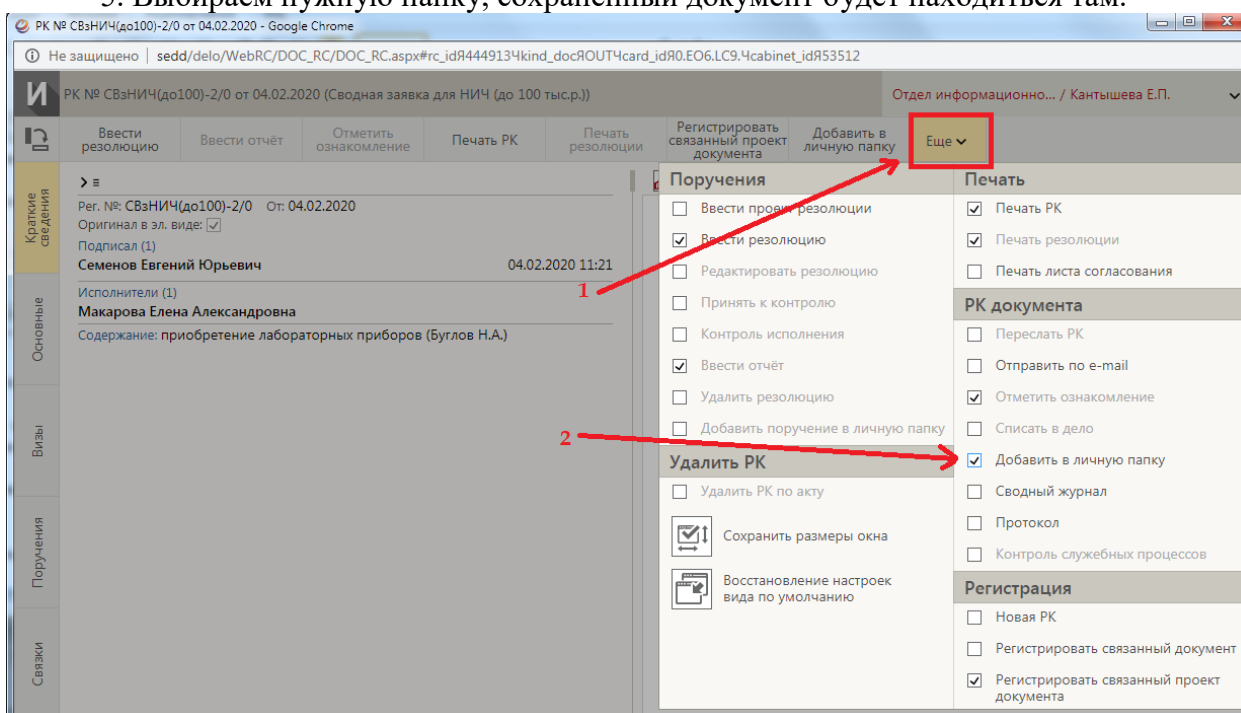 5. Выбираем нужную папку, сохраненный документ будет находиться там.
РК № СВзНИЧ(до100)-2/0 от 04.02.2020 - Google Chrome
Не защищено | sedd/delo/WebRC/DOC_RC/DOC_RC.aspx#rc_idЯ444913Чkind_docЯOUTЧcard_idЯ0.EO6.LC9.Чcabinet_idЯ53512
И РК № СВзНИЧ(до100)-2/0 от 04.02.2020 (Сводная заявка для НИЧ (до 100 тыс.р.)) Отдел информационно... / Кантышева Е.П.
Ввести резолюцию
Ввести отчёт
Отметить ознакомление
Печать РК
Печать резолюции
Регистрировать связанный проект документа
Добавить в личную папку
Еще
Краткие сведения
Основные
Визы
Поручения
Связки
Рег. №: СВзНИЧ(до100)-2/0 От: 04.02.2020
Оригинал в эл. виде:
Подписал (1)
Семенов Евгений Юрьевич 04.02.2020 11:21
Исполнители (1)
Макарова Елена Александровна
Содержание: приобретение лабораторных приборов (Буглов Н.А.)
1
2
Поручения
Ввести проект резолюции
Ввести резолюцию
Редактировать резолюцию
Принять к контролю
Контроль исполнения
Ввести отчёт
Удалить резолюцию
Добавить поручение в личную папку
Удалить РК
Удалить РК по акту
Сохранить размеры окна
Восстановление настроек
вида по умолчанию
Печать
Печать РК
Печать резолюции
Печать листа согласования
РК документа
Переслать РК
Отправить по e-mail
Отметить ознакомление
Списать в дело
Добавить в личную папку
Сводный журнал
Протокол
Контроль служебных процессов
Регистрация
Новая РК
Регистрировать связанный документ
Регистрировать связанный проект
документа